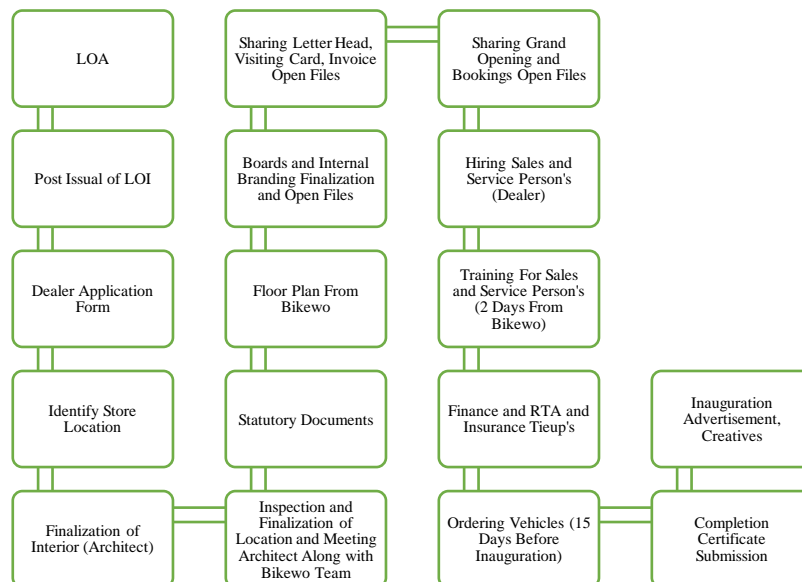 LOA
Post Issual of LOI
Dealer Application
Form
Identify Store
Location
Finalization of
Interior (Architect)
Inspection and
Finalization of
Location and Meeting
Architect Along with
Bikewo Team
Statutory Documents
Floor Plan From
Bikewo
Boards and Internal
Branding Finalization
and Open Files
Sharing Letter Head,
Visiting Card, Invoice
Open Files
Sharing Grand
Opening and
Bookings Open Files
Hiring Sales and
Service Person's
(Dealer)
Training For Sales
and Service Person's
(2 Days From
Bikewo)
Finance and RTA and
Insurance Tieup's
Ordering Vehicles (15
Days Before
Inauguration)
Completion
Certificate
Submission
Inauguration
Advertisement,
Creatives